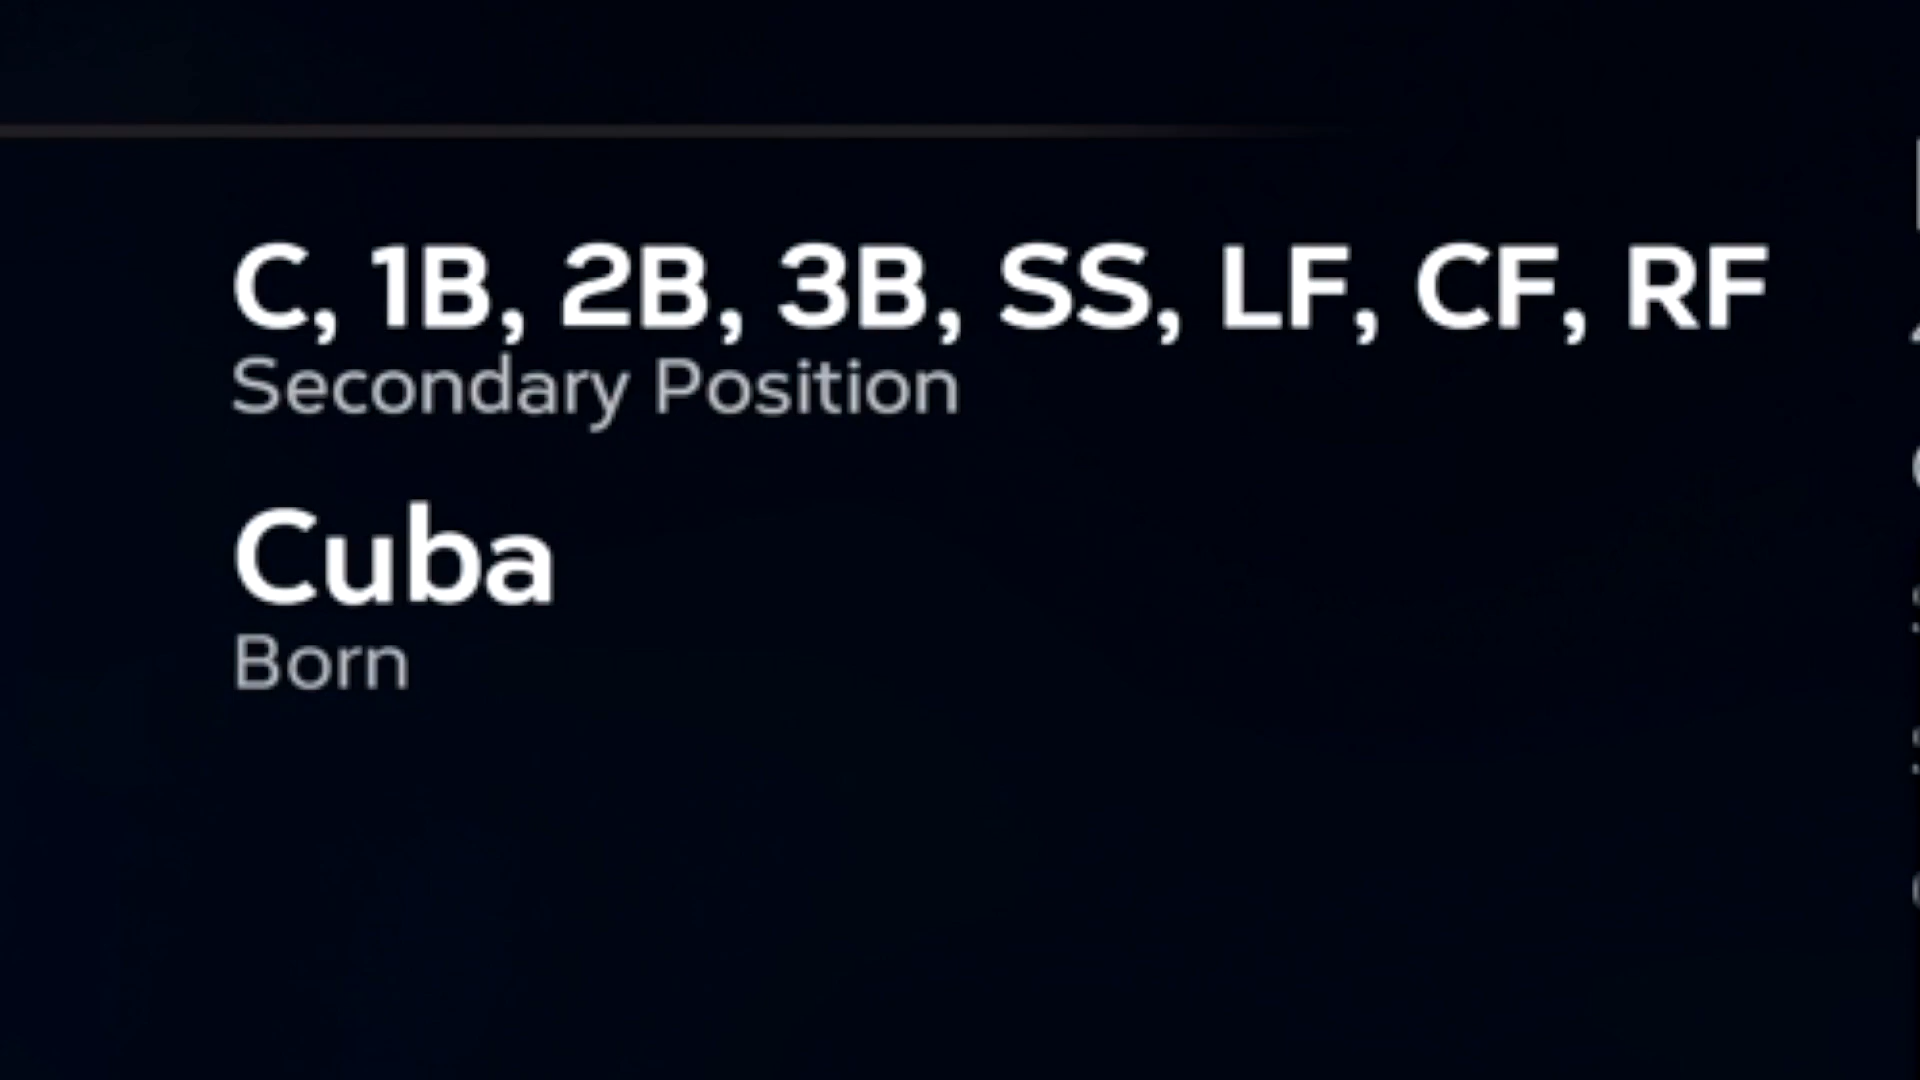 C, 1B, 2B, 3B, SS, LF, CF, RF
Secondary Position
Cuba
Born